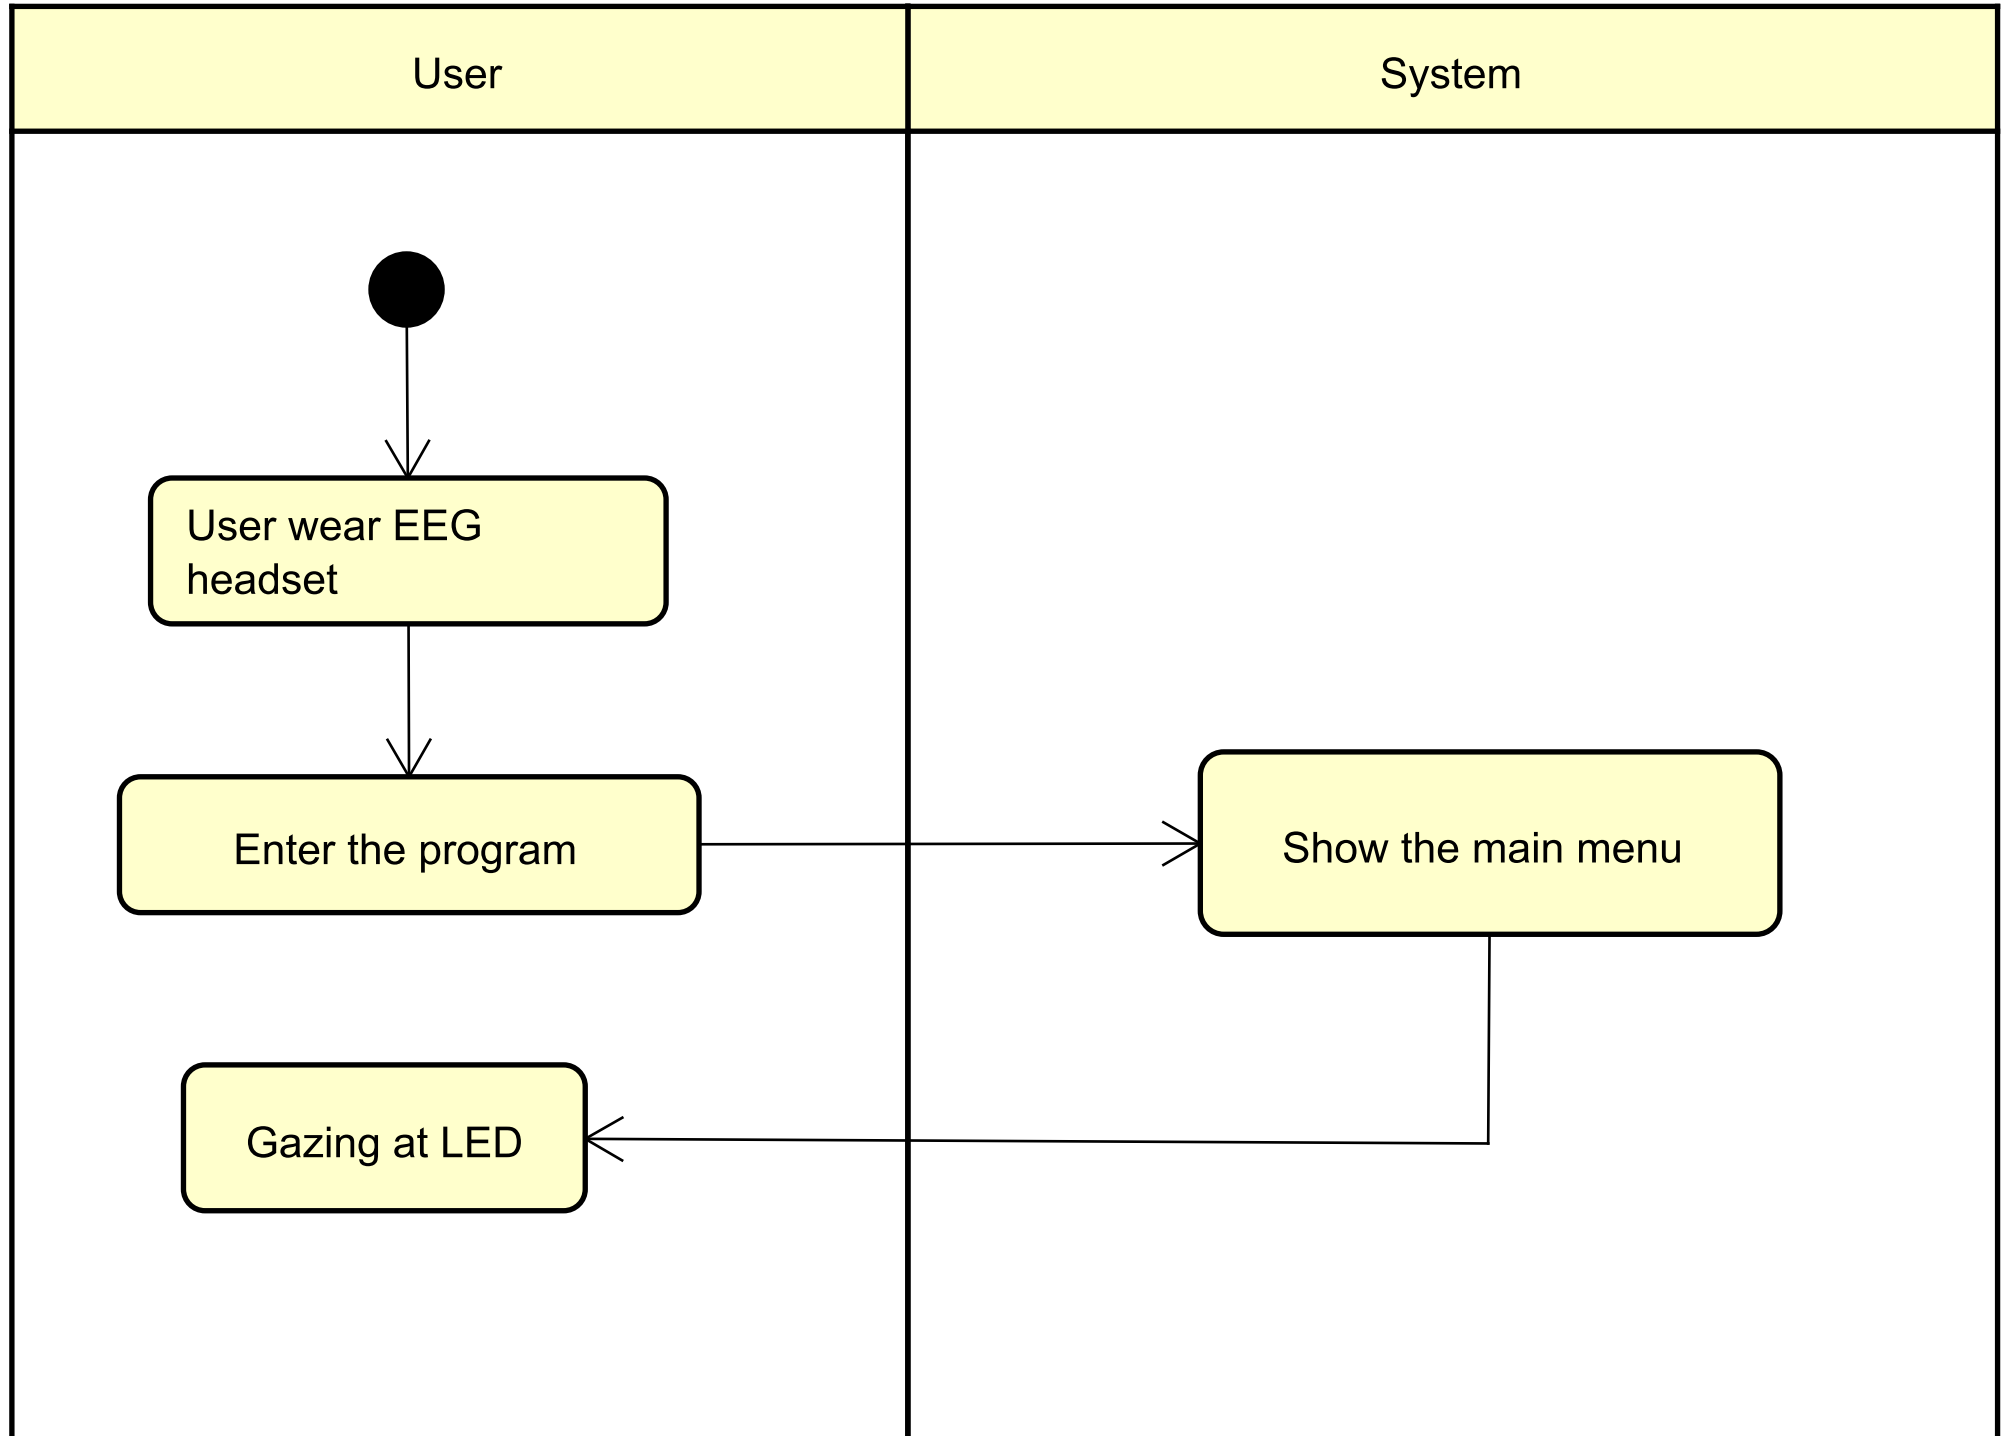 User
System
User wear EEG
headset
Enter the program
Show the main menu
Gazing at LED